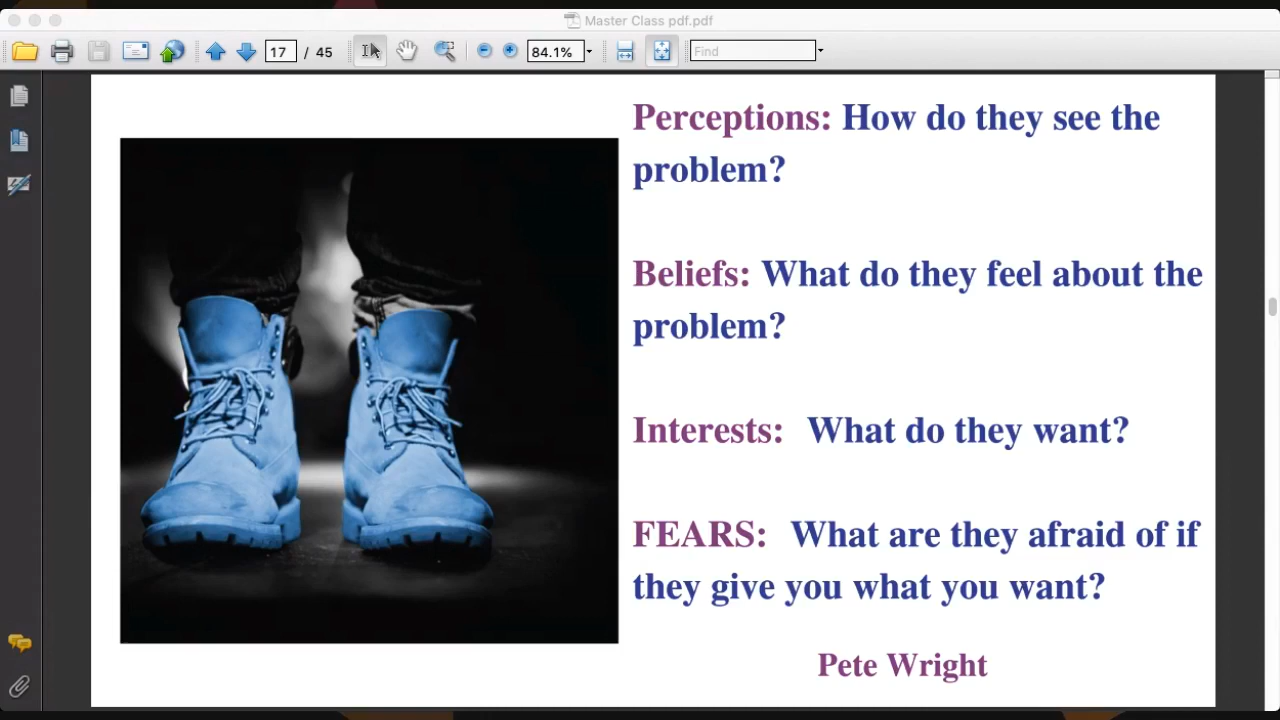 Master Class pdf.pdf
17 / 45
84.1%
Find
Perceptions: How do they see the
problem?
Beliefs: What do they feel about the
problem?
Interests: What do they want?
FEARS: What are they afraid of if
they give you what you want?
Pete Wright